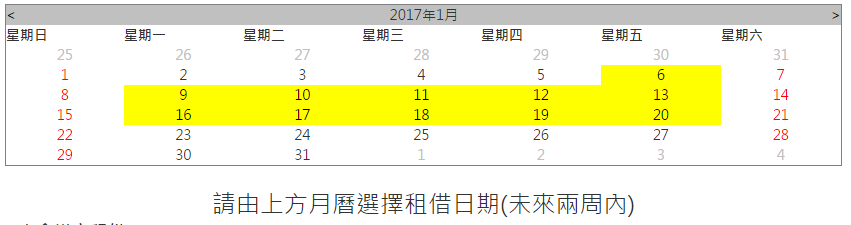 < 2017年1月 >
星期日 星期一 星期二 星期三 星期四 星期五 星期六
25 26 27 28 29 30 31
1 2 3 4 5 6 7
8 9 10 11 12 13 14
15 16 17 18 19 20 21
22 23 24 25 26 27 28
29 30 31 1 2 3 4
請由上方月曆選擇租借日期(未來兩周內)